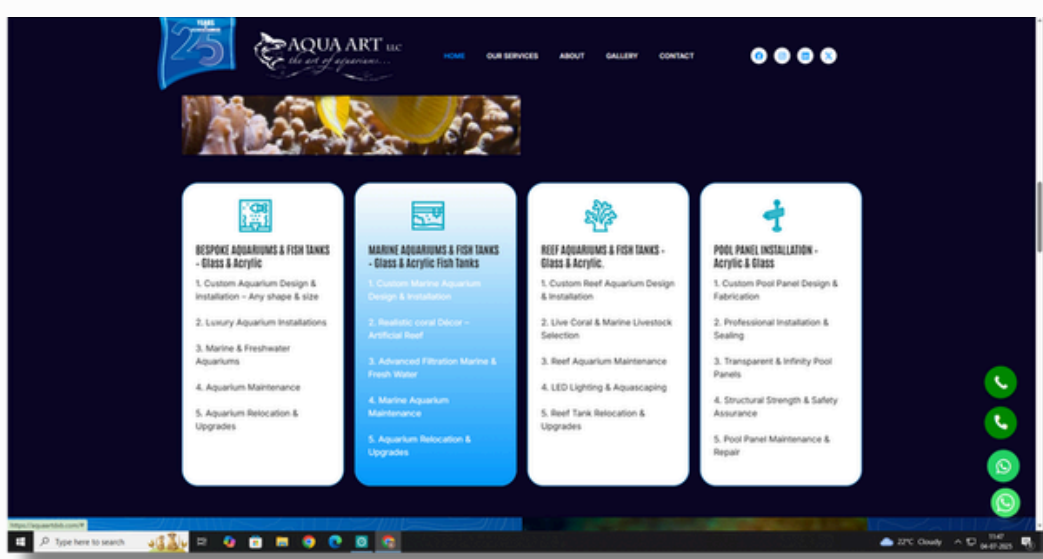 YEARS
25
AQUA ART LLC
the art of aquariums...
HOME
OUR SERVICES
ABOUT
GALLERY
CONTACT
BESPOKE AQUARIUMS & FISH TANKS
- Glass & Acrylic
1. Custom Aquarium Design &
Installation – Any shape & size
2. Luxury Aquarium Installations
3. Marine & Freshwater
Aquariums
4. Aquarium Maintenance
5. Aquarium Relocation &
Upgrades
MARINE AQUARIUMS & FISH TANKS
- Glass & Acrylic Fish Tanks
1. Custom Marine Aquarium
Design & Installation
2. Realistic coral Décor –
Artificial Reef
3. Advanced Filtration Marine &
Fresh Water
4. Marine Aquarium
Maintenance
5. Aquarium Relocation &
Upgrades
REEF AQUARIUMS & FISH TANKS -
Glass & Acrylic.
1. Custom Reef Aquarium Design
& Installation
2. Live Coral & Marine Livestock
Selection
3. Reef Aquarium Maintenance
4. LED Lighting & Aquascaping
5. Reef Tank Relocation &
Upgrades
POOL PANEL INSTALLATION -
Acrylic & Glass
1. Custom Pool Panel Design &
Fabrication
2. Professional Installation &
Sealing
3. Transparent & Infinity Pool
Panels
4. Structural Strength & Safety
Assurance
5. Pool Panel Maintenance &
Repair
Type here to search
22°C Cloudy
11:47
04-07-2025